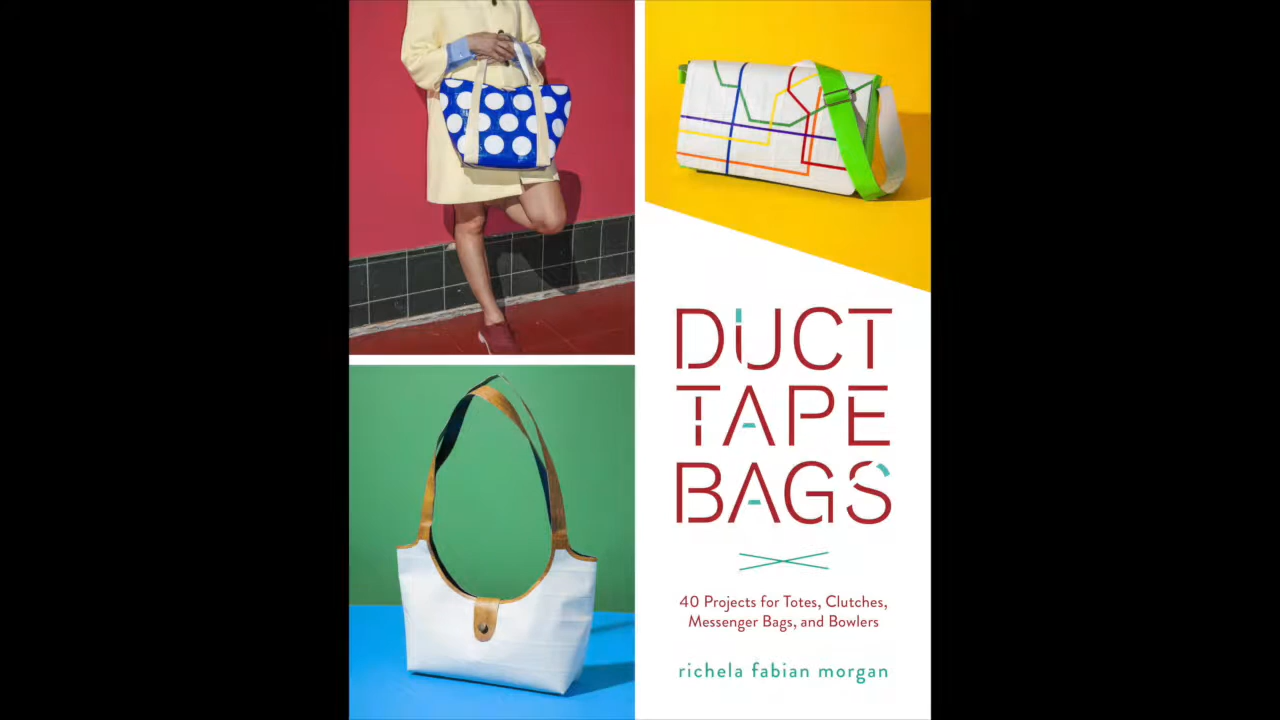 DUCT
TAPE
BAGS
40 Projects for Totes, Clutches,
Messenger Bags, and Bowlers
richela fabian morgan